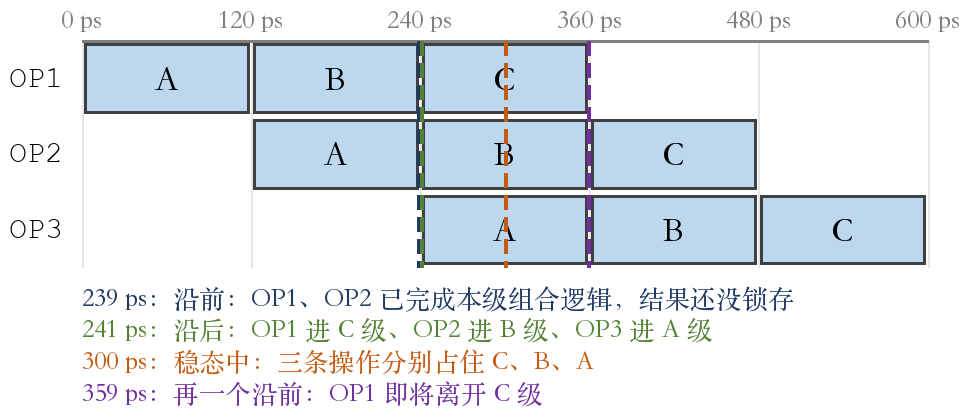 0 ps 120 ps 240 ps 360 ps 480 ps 600 ps
OP1 A B C
OP2 A B C
OP3 A B C
239 ps：沿前：OP1、OP2 已完成本级组合逻辑，结果还没锁存
241 ps：沿后：OP1 进 C 级、OP2 进 B 级、OP3 进 A 级
300 ps：稳态中：三条操作分别占住 C、B、A
359 ps：再一个沿前：OP1 即将离开 C 级